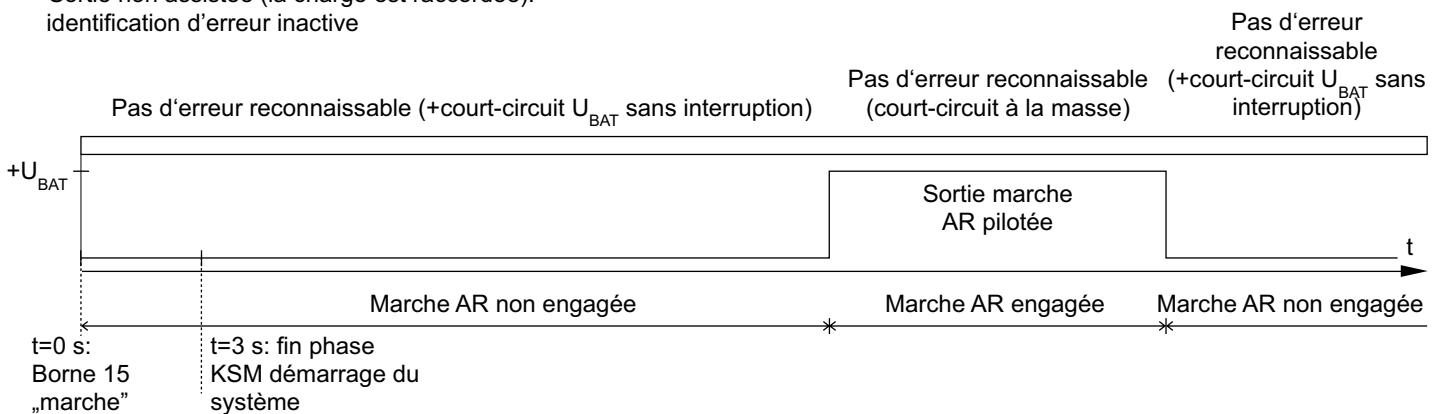 Sortie non assistée (la charge est raccordée):
identification d'erreur inactive
Pas d'erreur reconnaissable (+court-circuit UBAT sans interruption)
Pas d'erreur reconnaissable
(court-circuit à la masse)
Pas d'erreur
reconnaissable
(+court-circuit UBAT sans
interruption)
+UBAT
Sortie marche
AR pilotée
t
Marche AR non engagée
Marche AR engagée
Marche AR non engagée
t=0 s:
Borne 15
„marche”
t=3 s: fin phase
KSM démarrage du
système